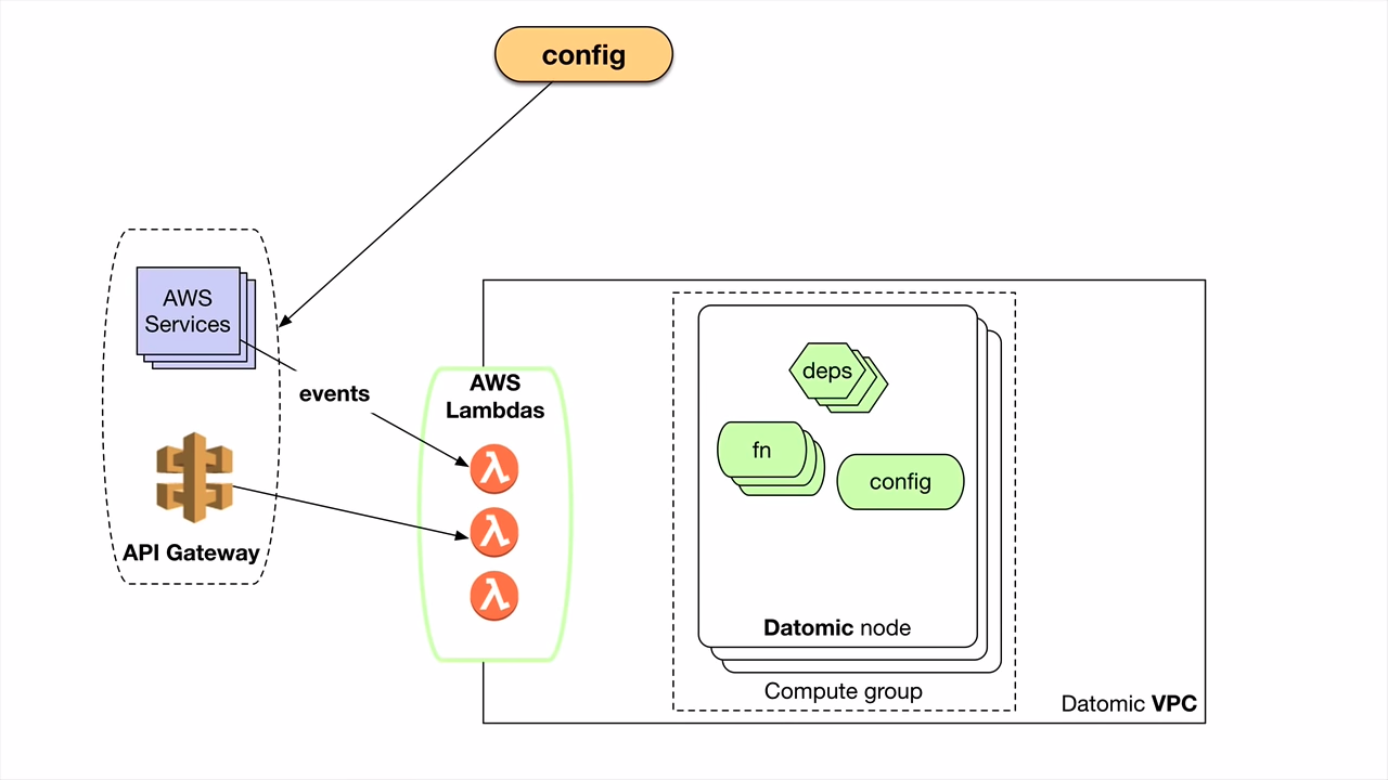 config
AWS
Services
events
API Gateway
AWS
Lambdas
deps
fn
config
Datomic node
Compute group
Datomic VPC